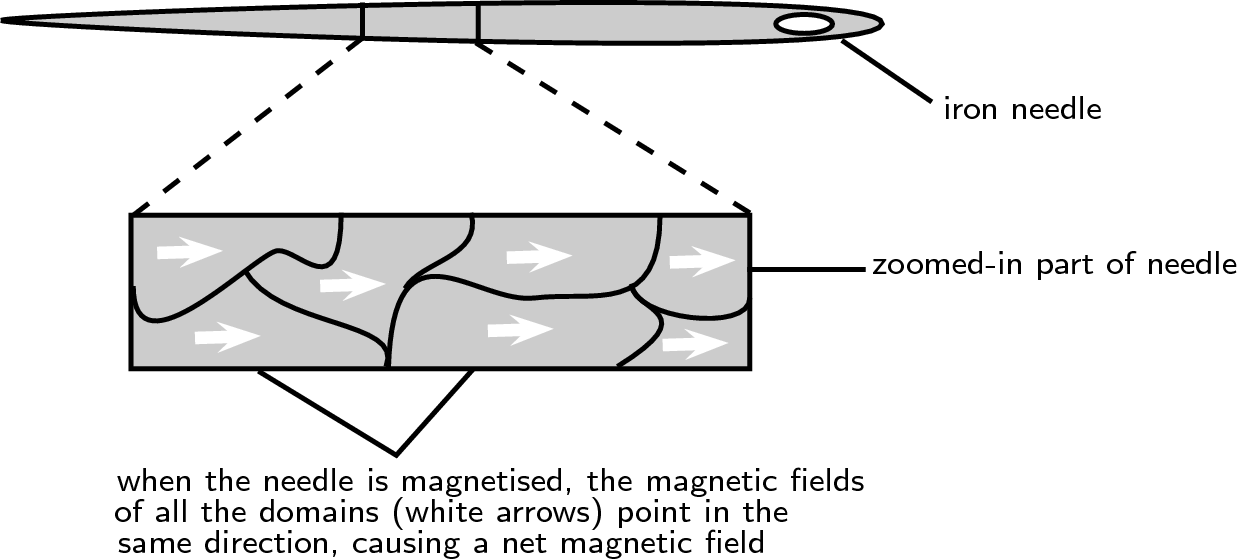 iron needle
zoomed-in part of needle
when the needle is magnetised, the magnetic fields
of all the domains (white arrows) point in the
same direction, causing a net magnetic field